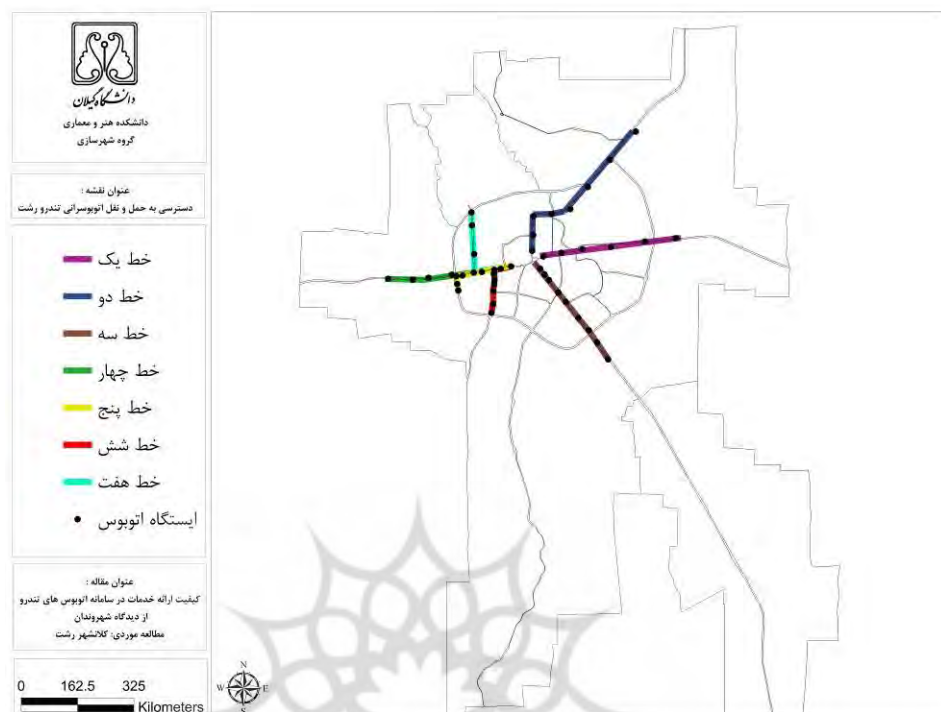 دانشگاه گیلان
دانشکده هنر و معماری
گروه شهرسازی
عنوان نقشه :
دسترسی به حمل و نقل اتوبوسرانی تندرو رشت
خط یک
خط دو
خط سه
خط چهار
خط پنج
خط شش
خط هفت
ایستگاه اتوبوس
عنوان مقاله :
کیفیت ارائه خدمات در سامانه اتوبوس های تندرو
از دیدگاه شهروندان
مطالعه موردی: کلانشهر رشت
0 162.5 325
Kilometers
N
W E
S